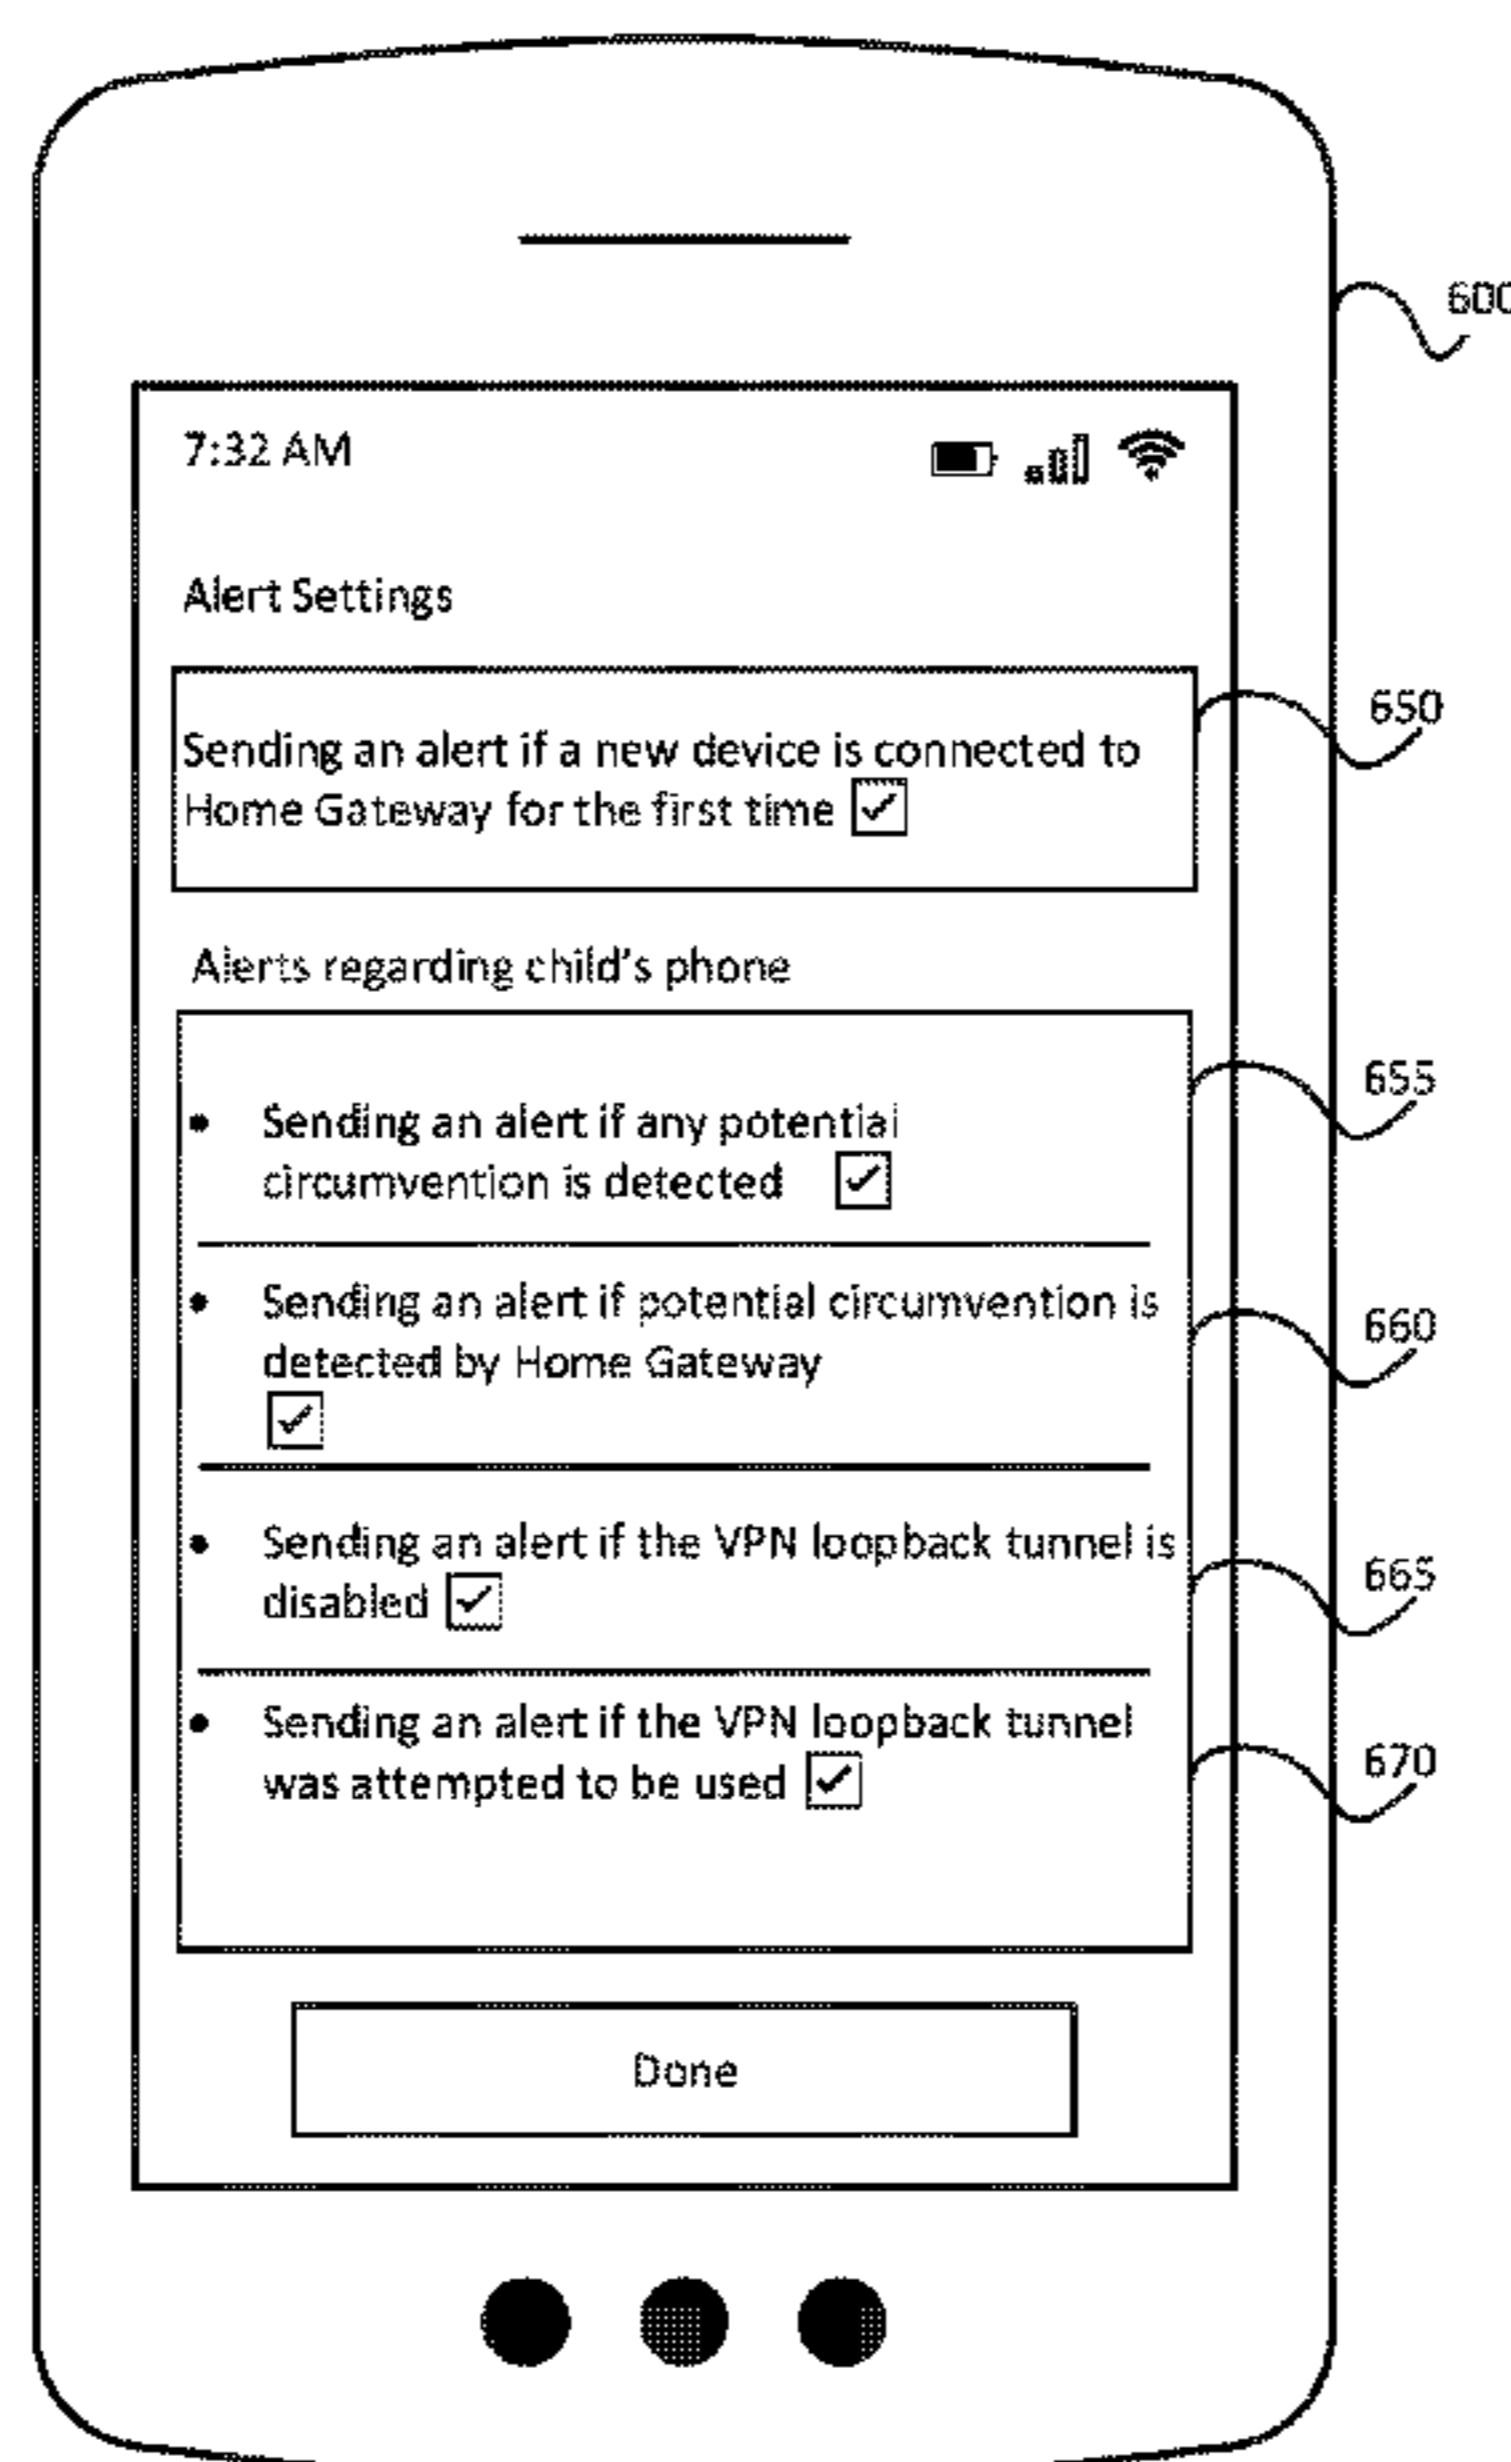 600
7:32 AM
Alert Settings
650
Sending an alert if a new device is connected to
Home Gateway for the first time
Alerts regarding child's phone
655
• Sending an alert if any potential
circumvention is detected
660
• Sending an alert if potential circumvention is
detected by Home Gateway
665
• Sending an alert if the VPN loopback tunnel is
disabled
670
• Sending an alert if the VPN loopback tunnel
was attempted to be used
Done